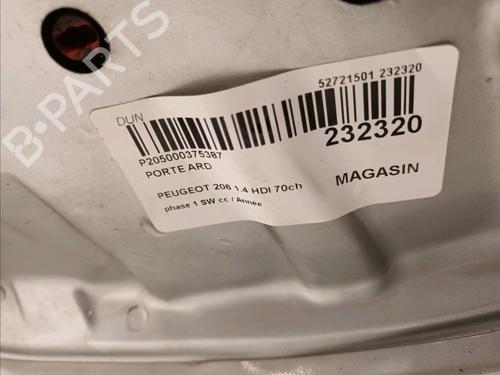 B-PARTS
DUN
52721501 232320
232320
P205000375387
PORTE ARD
MAGASIN
PEUGEOT 206 1.4 HDI 70ch
phase 1 SW cc / Année